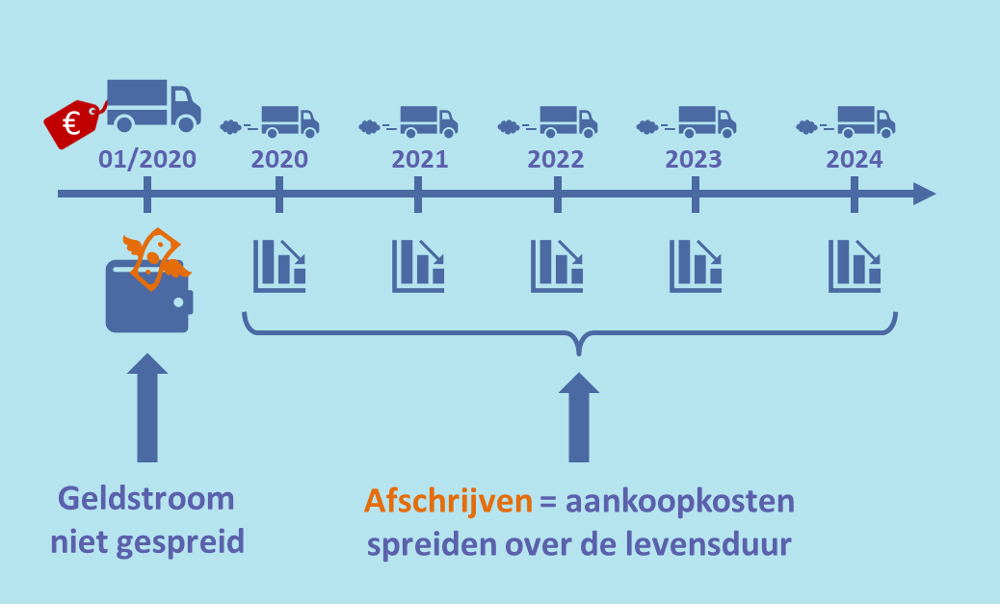 €
01/2020 2020 2021 2022 2023 2024
Geldstroom
niet gespreid
Afschrijven = aankoopkosten
spreiden over de levensduur